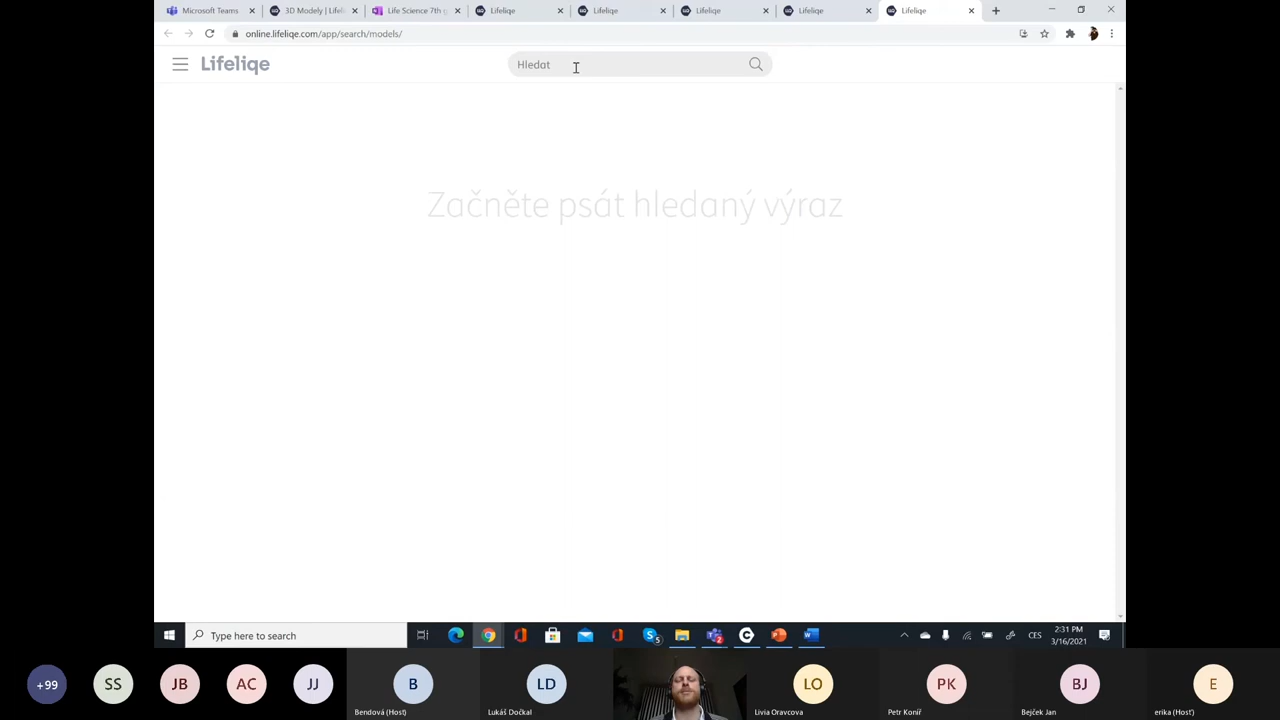 Microsoft Teams
3D Modely | Lifel
Life Science 7th g
Lifeliqe
Lifeliqe
Lifeliqe
Lifeliqe
Lifeliqe
online.lifeliqe.com/app/search/models/
Lifeliqe
Hledat
Začněte psát hledaný výraz
Type here to search
CES
2:31 PM
3/16/2021
+99
SS
JB
AC
JJ
B
Bendová (Host)
LD
Lukáš Dočkal
LO
Livia Oravcova
PK
Petr Koníř
BJ
Bejček Jan
E
erika (Hosť)